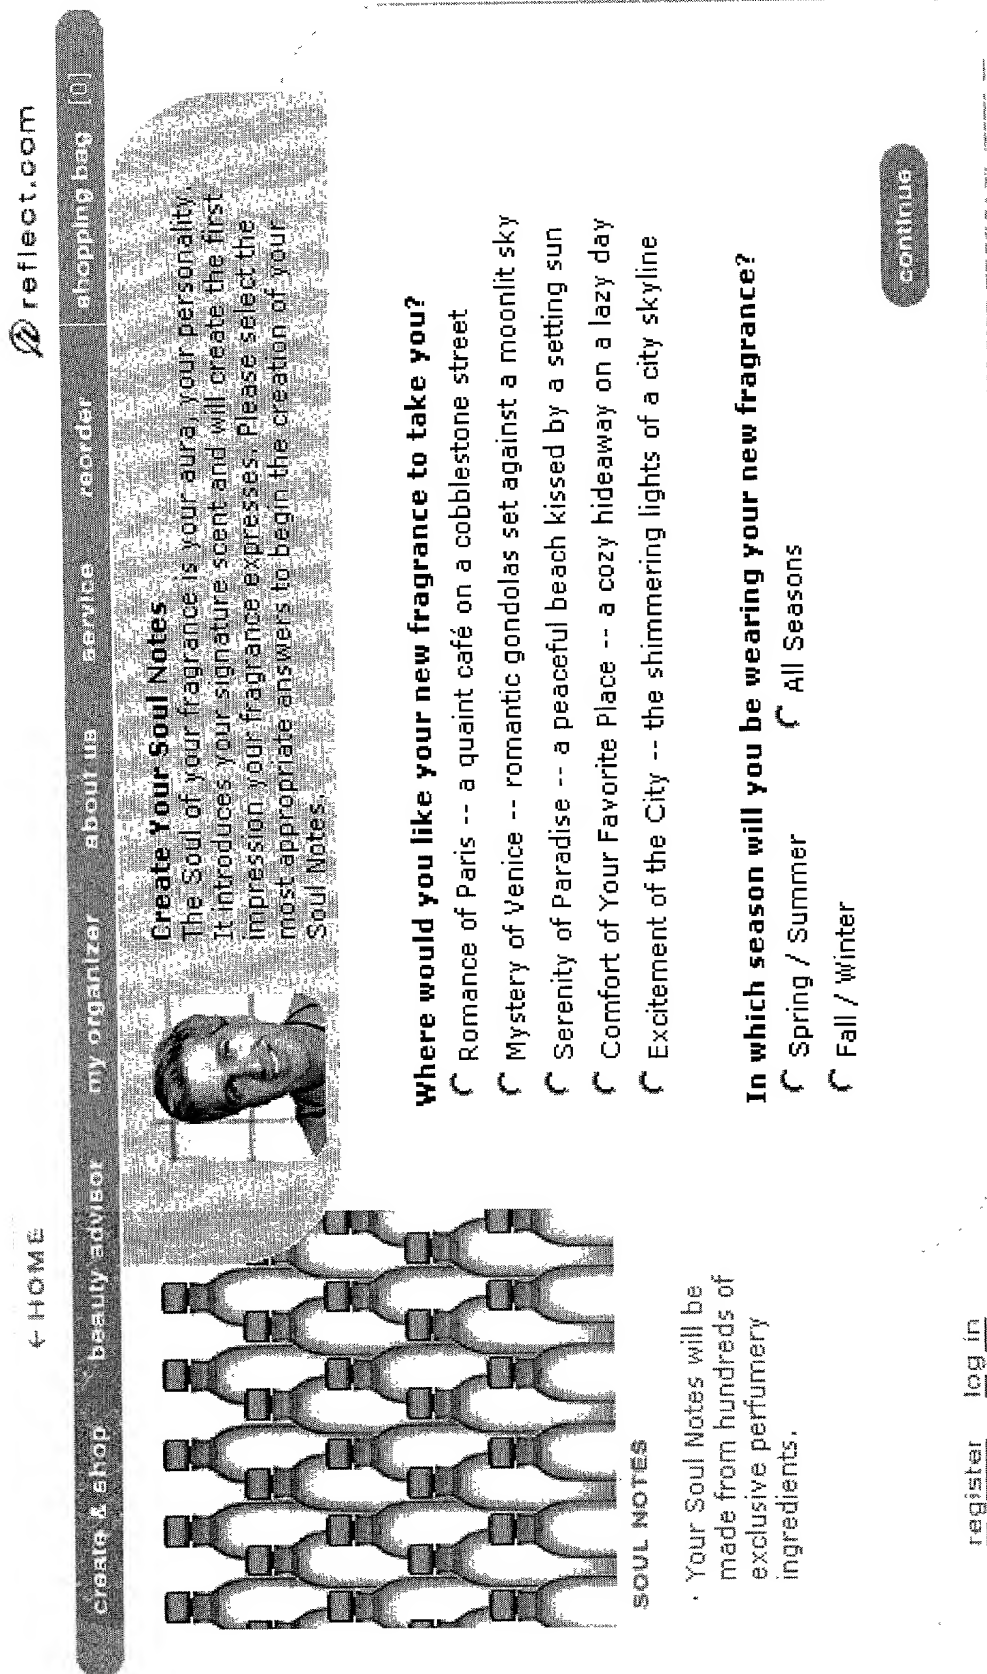 ← HOME
reflect.com
create & shop beauty advisor my organizer about us service reorder shopping bag [0]
Create Your Soul Notes
The Soul of your fragrance is your aura, your personality.
It introduces your signature scent and will create the first
impression your fragrance expresses. Please select the
most appropriate answers to begin the creation of your
Soul Notes.
Where would you like your new fragrance to take you?
Romance of Paris -- a quaint café on a cobblestone street
Mystery of Venice -- romantic gondolas set against a moonlit sky
Serenity of Paradise -- a peaceful beach kissed by a setting sun
Comfort of Your Favorite Place -- a cozy hideaway on a lazy day
Excitement of the City -- the shimmering lights of a city skyline
SOUL NOTES
· Your Soul Notes will be
made from hundreds of
exclusive perfumery
ingredients.
In which season will you be wearing your new fragrance?
Spring / Summer All Seasons
Fall / Winter
continue
register log in